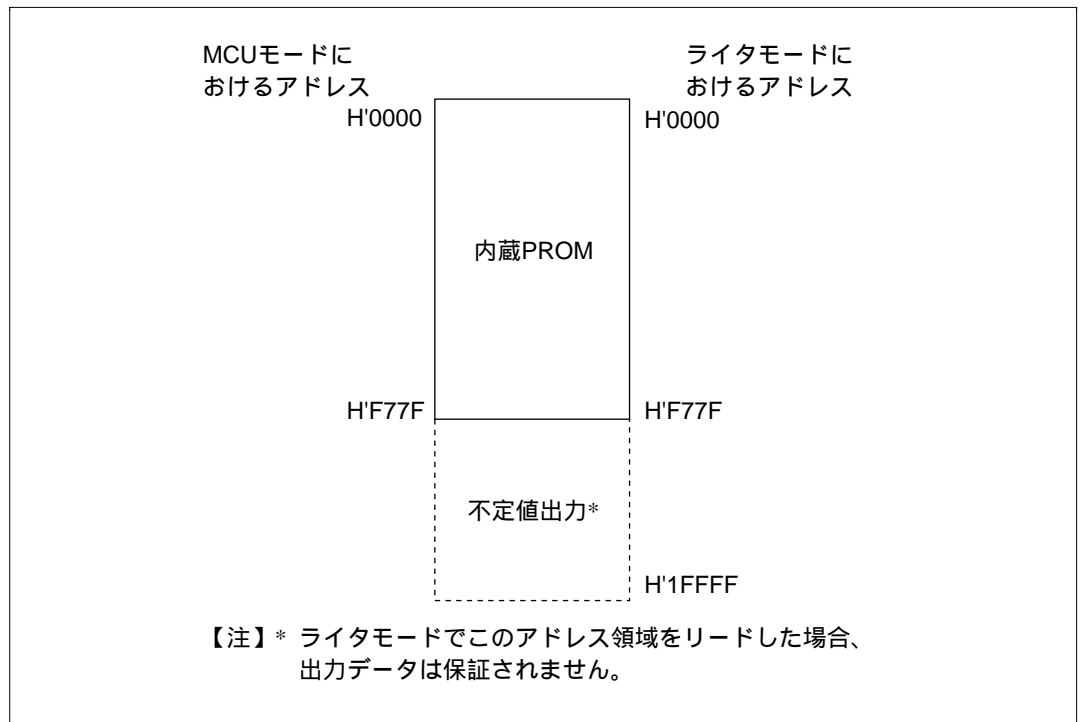 MCUモードに
おけるアドレス
ライタモードに
おけるアドレス
H'0000
H'0000
内蔵PROM
H'F77F
H'F77F
不定値出力*
H'1FFFF
【注】* ライタモードでこのアドレス領域をリードした場合、
出力データは保証されません。